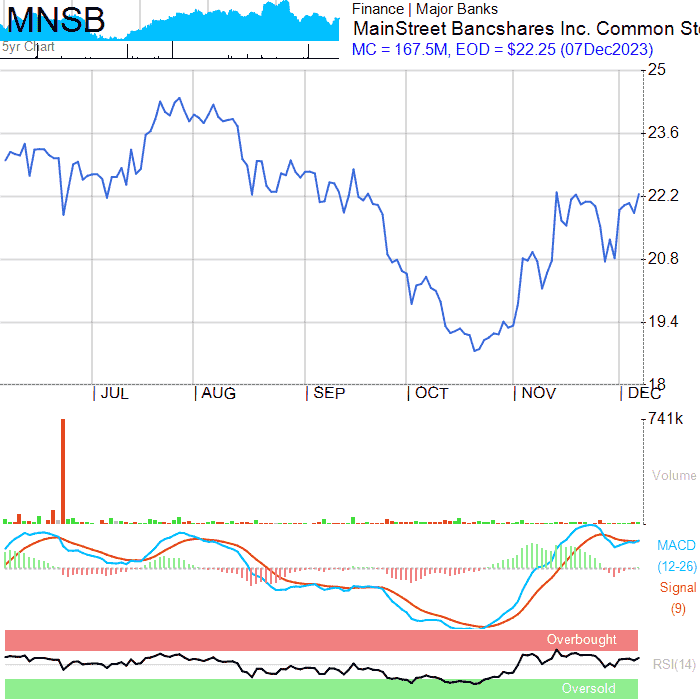 MNSB
5yr Chart
Finance | Major Banks
MainStreet Bancshares Inc. Common Sto
MC = 167.5M, EOD = $22.25 (07Dec2023)
25
23.6
22.2
20.8
19.4
18
JUL AUG SEP OCT NOV DEC
741k
Volume
MACD
(12-26)
Signal
(9)
Overbought
RSI(14)
Oversold